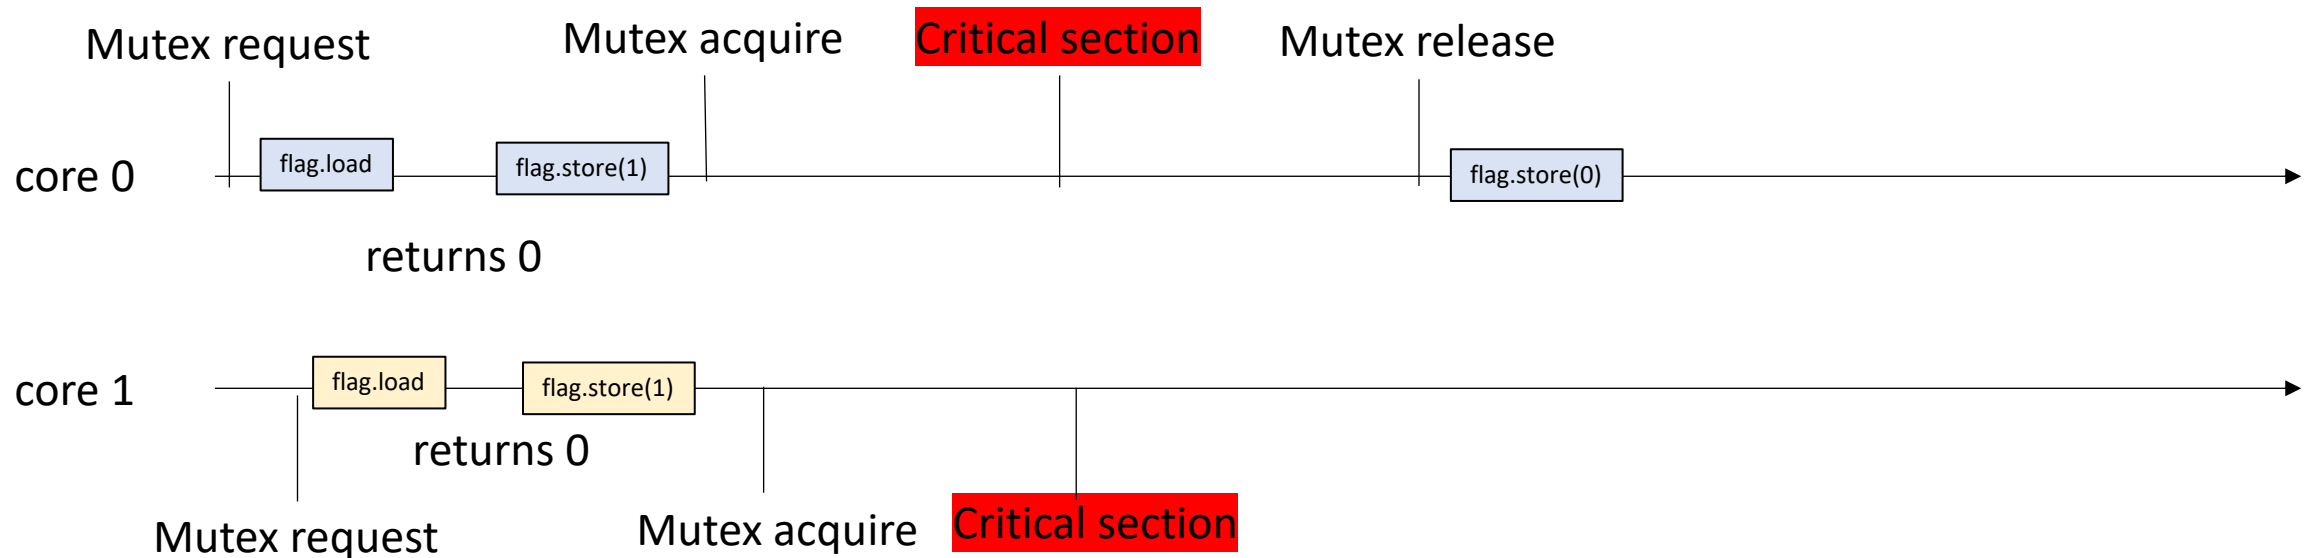 Mutex request
Mutex acquire
Critical section
Mutex release
core 0
flag.load
flag.store(1)
flag.store(0)
returns 0
core 1
flag.load
flag.store(1)
returns 0
Mutex request
Mutex acquire
Critical section